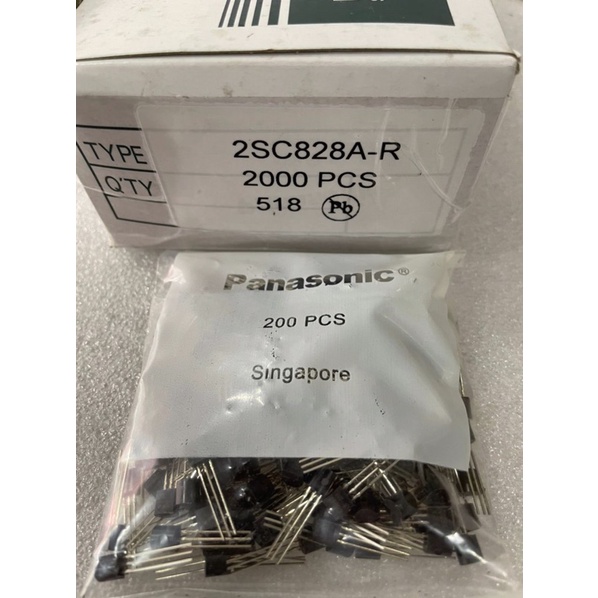 TYPE 2SC828A-R
Q'TY 2000 PCS
518 Pb
Panasonic®
200 PCS
Singapore